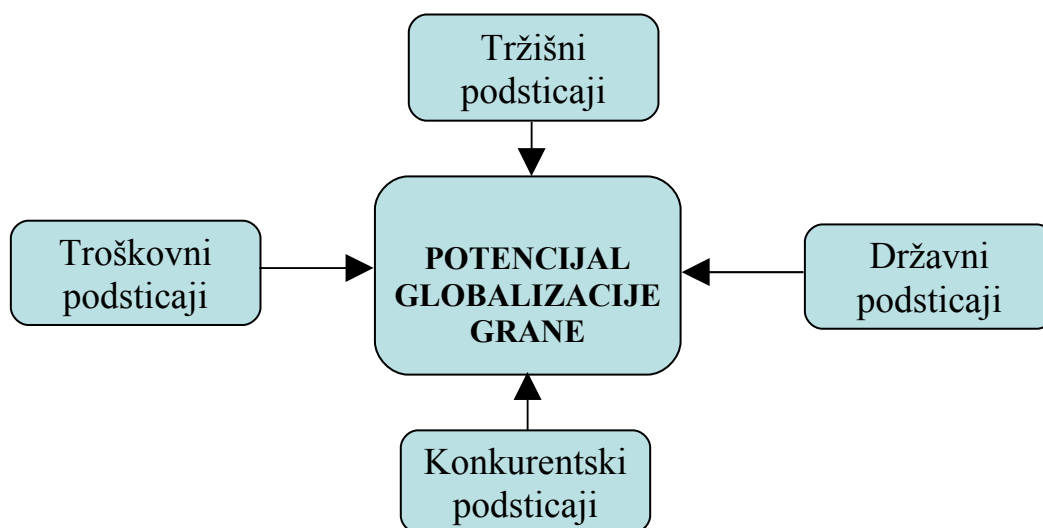 Tržišni
podsticaji
Troškovni
podsticaji
POTENCIJAL
GLOBALIZACIJE
GRANE
Državni
podsticaji
Konkurentski
podsticaji